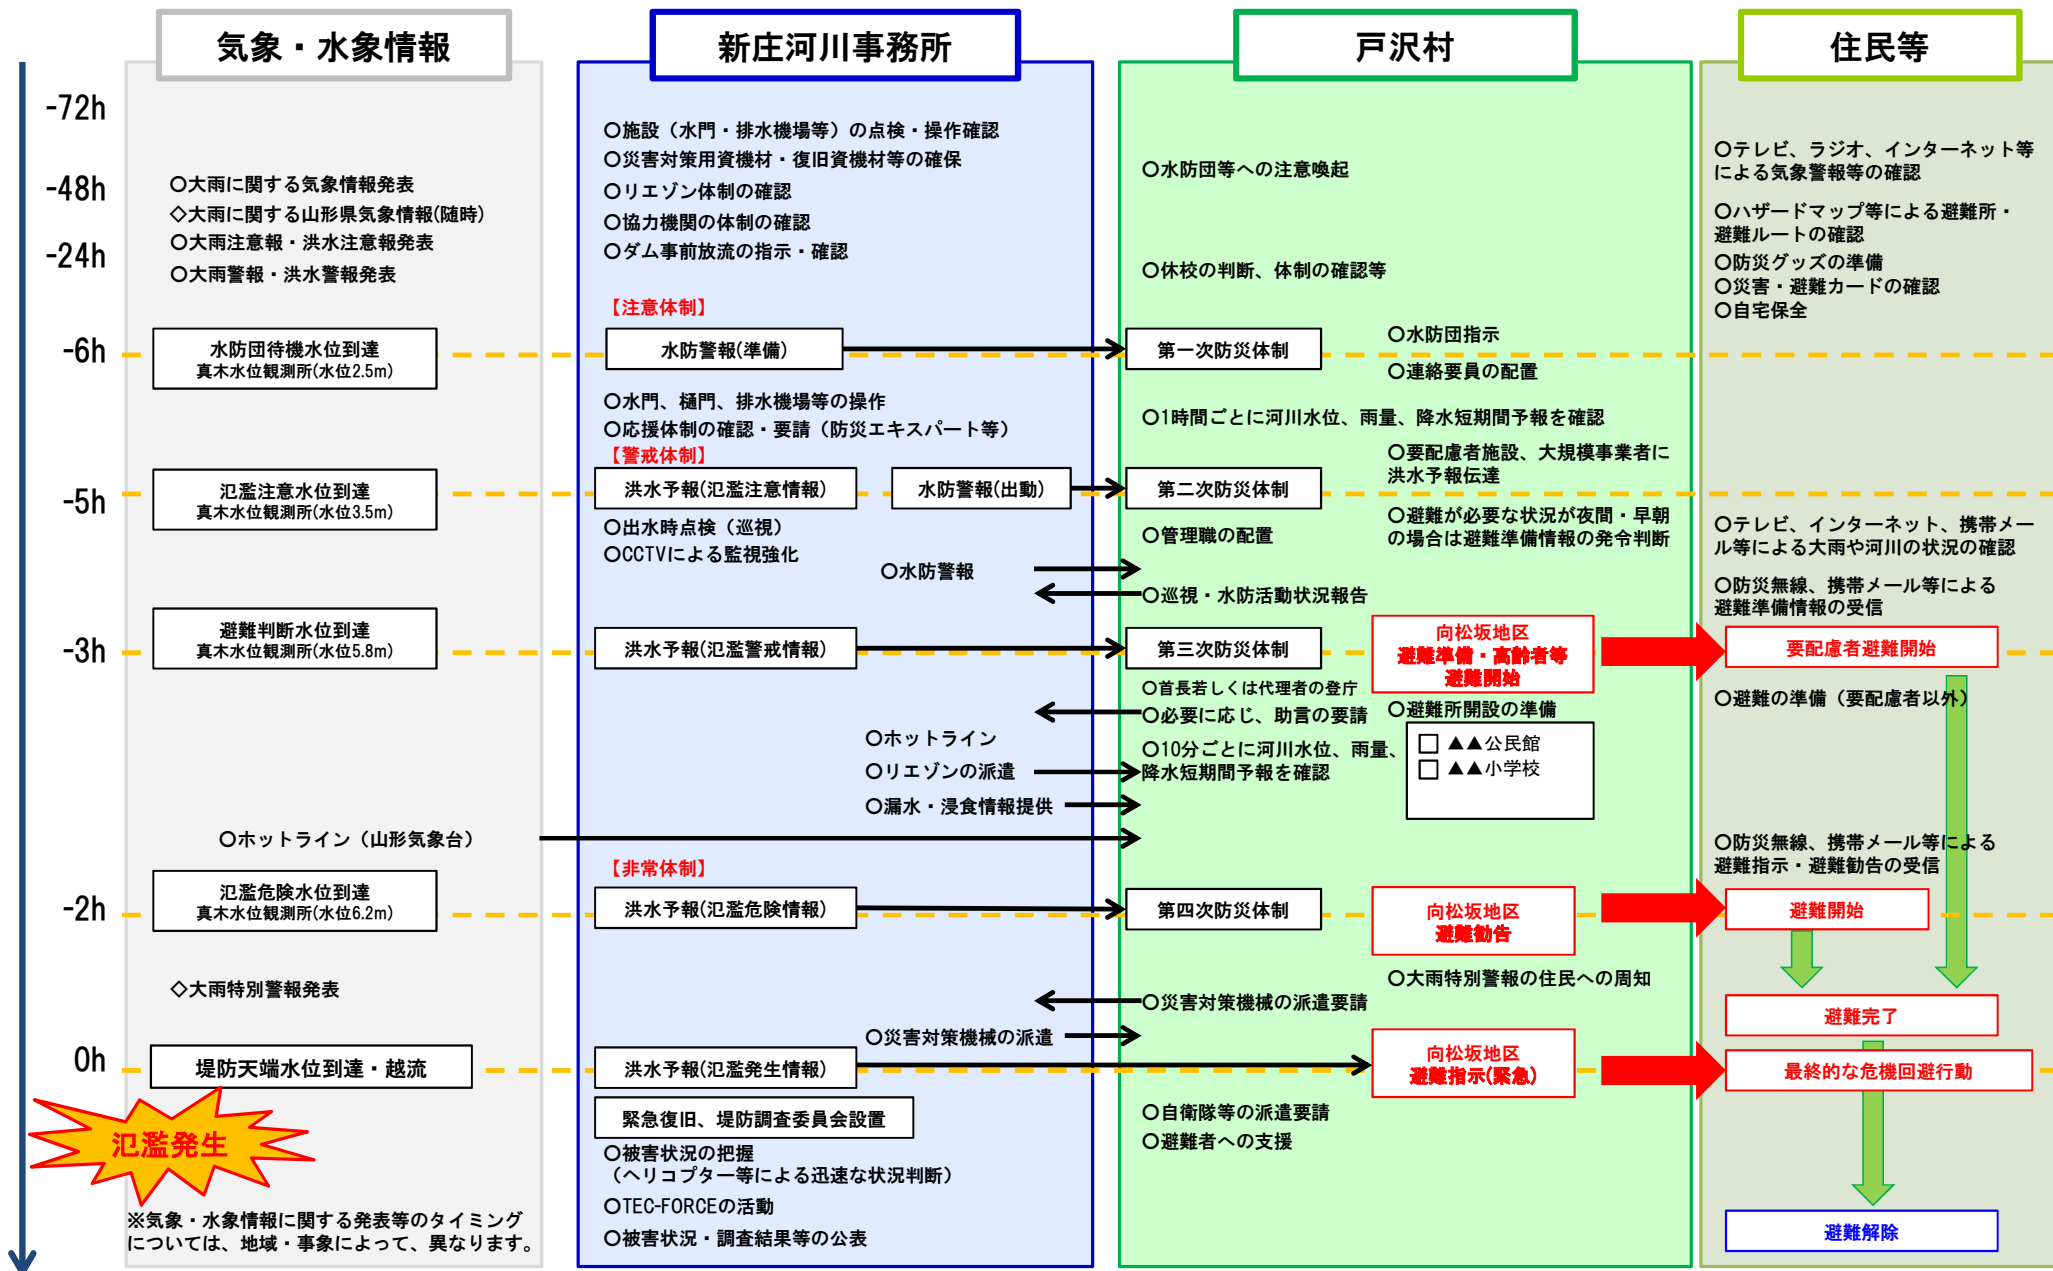 気象・水象情報
新庄河川事務所
戸沢村
住民等
-72h
-48h
-24h
-6h
-5h
-3h
-2h
0h
〇大雨に関する気象情報発表
◇大雨に関する山形県気象情報(随時)
〇大雨注意報・洪水注意報発表
〇大雨警報・洪水警報発表
水防団待機水位到達
真木水位観測所(水位2.5m)
氾濫注意水位到達
真木水位観測所(水位3.5m)
避難判断水位到達
真木水位観測所(水位5.8m)
〇ホットライン（山形気象台）
氾濫危険水位到達
真木水位観測所(水位6.2m)
◇大雨特別警報発表
堤防天端水位到達・越流
氾濫発生
※気象・水象情報に関する発表等のタイミング
については、地域・事象によって、異なります。
〇施設（水門・排水機場等）の点検・操作確認
〇災害対策用資機材・復旧資機材等の確保
〇リエゾン体制の確認
〇協力機関の体制の確認
〇ダム事前放流の指示・確認
【注意体制】
水防警報(準備)
〇水門、樋門、排水機場等の操作
〇応援体制の確認・要請（防災エキスパート等）
【警戒体制】
洪水予報(氾濫注意情報)
水防警報(出動)
〇出水時点検（巡視）
〇CCTVによる監視強化
〇水防警報
洪水予報(氾濫警戒情報)
〇ホットライン
〇リエゾンの派遣
〇漏水・浸食情報提供
【非常体制】
洪水予報(氾濫危険情報)
〇災害対策機械の派遣
洪水予報(氾濫発生情報)
緊急復旧、堤防調査委員会設置
〇被害状況の把握
（ヘリコプター等による迅速な状況判断）
〇TEC-FORCEの活動
〇被害状況・調査結果等の公表
〇水防団等への注意喚起
〇休校の判断、体制の確認等
第一次防災体制
〇水防団指示
〇連絡要員の配置
〇1時間ごとに河川水位、雨量、降水短期間予報を確認
〇要配慮者施設、大規模事業者に
洪水予報伝達
第二次防災体制
〇管理職の配置
〇避難が必要な状況が夜間・早朝
の場合は避難準備情報の発令判断
〇巡視・水防活動状況報告
第三次防災体制
向松坂地区
避難準備・高齢者等
避難開始
〇首長若しくは代理者の登庁
〇必要に応じ、助言の要請
〇避難所開設の準備
▲▲公民館
▲▲小学校
〇10分ごとに河川水位、雨量、
降水短期間予報を確認
第四次防災体制
向松坂地区
避難勧告
〇大雨特別警報の住民への周知
〇災害対策機械の派遣要請
向松坂地区
避難指示(緊急)
〇自衛隊等の派遣要請
〇避難者への支援
〇テレビ、ラジオ、インターネット等
による気象警報等の確認
〇ハザードマップ等による避難所・
避難ルートの確認
〇防災グッズの準備
〇災害・避難カードの確認
〇自宅保全
〇テレビ、インターネット、携帯メー
ル等による大雨や河川の状況の確認
〇防災無線、携帯メール等による
避難準備情報の受信
要配慮者避難開始
〇避難の準備（要配慮者以外）
〇防災無線、携帯メール等による
避難指示・避難勧告の受信
避難開始
避難完了
最終的な危機回避行動
避難解除